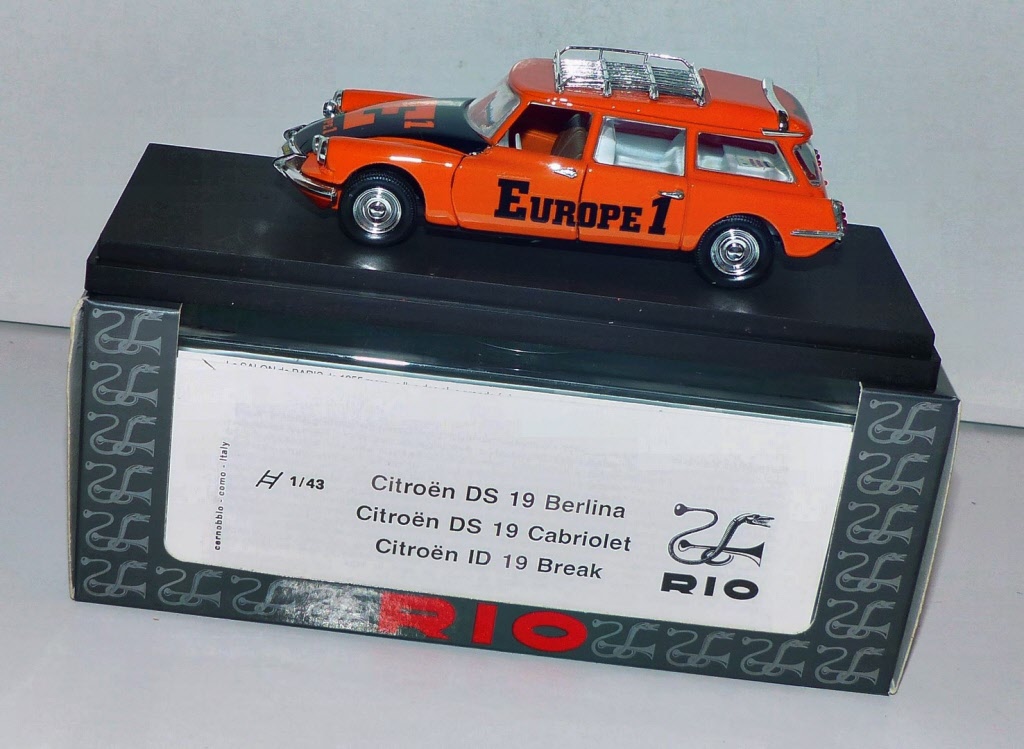 EUROPE 1
1/43
Citroën DS 19 Berlina
Citroën DS 19 Cabriolet
Citroën ID 19 Break
cernobbio - como - italy
RIO
RIO